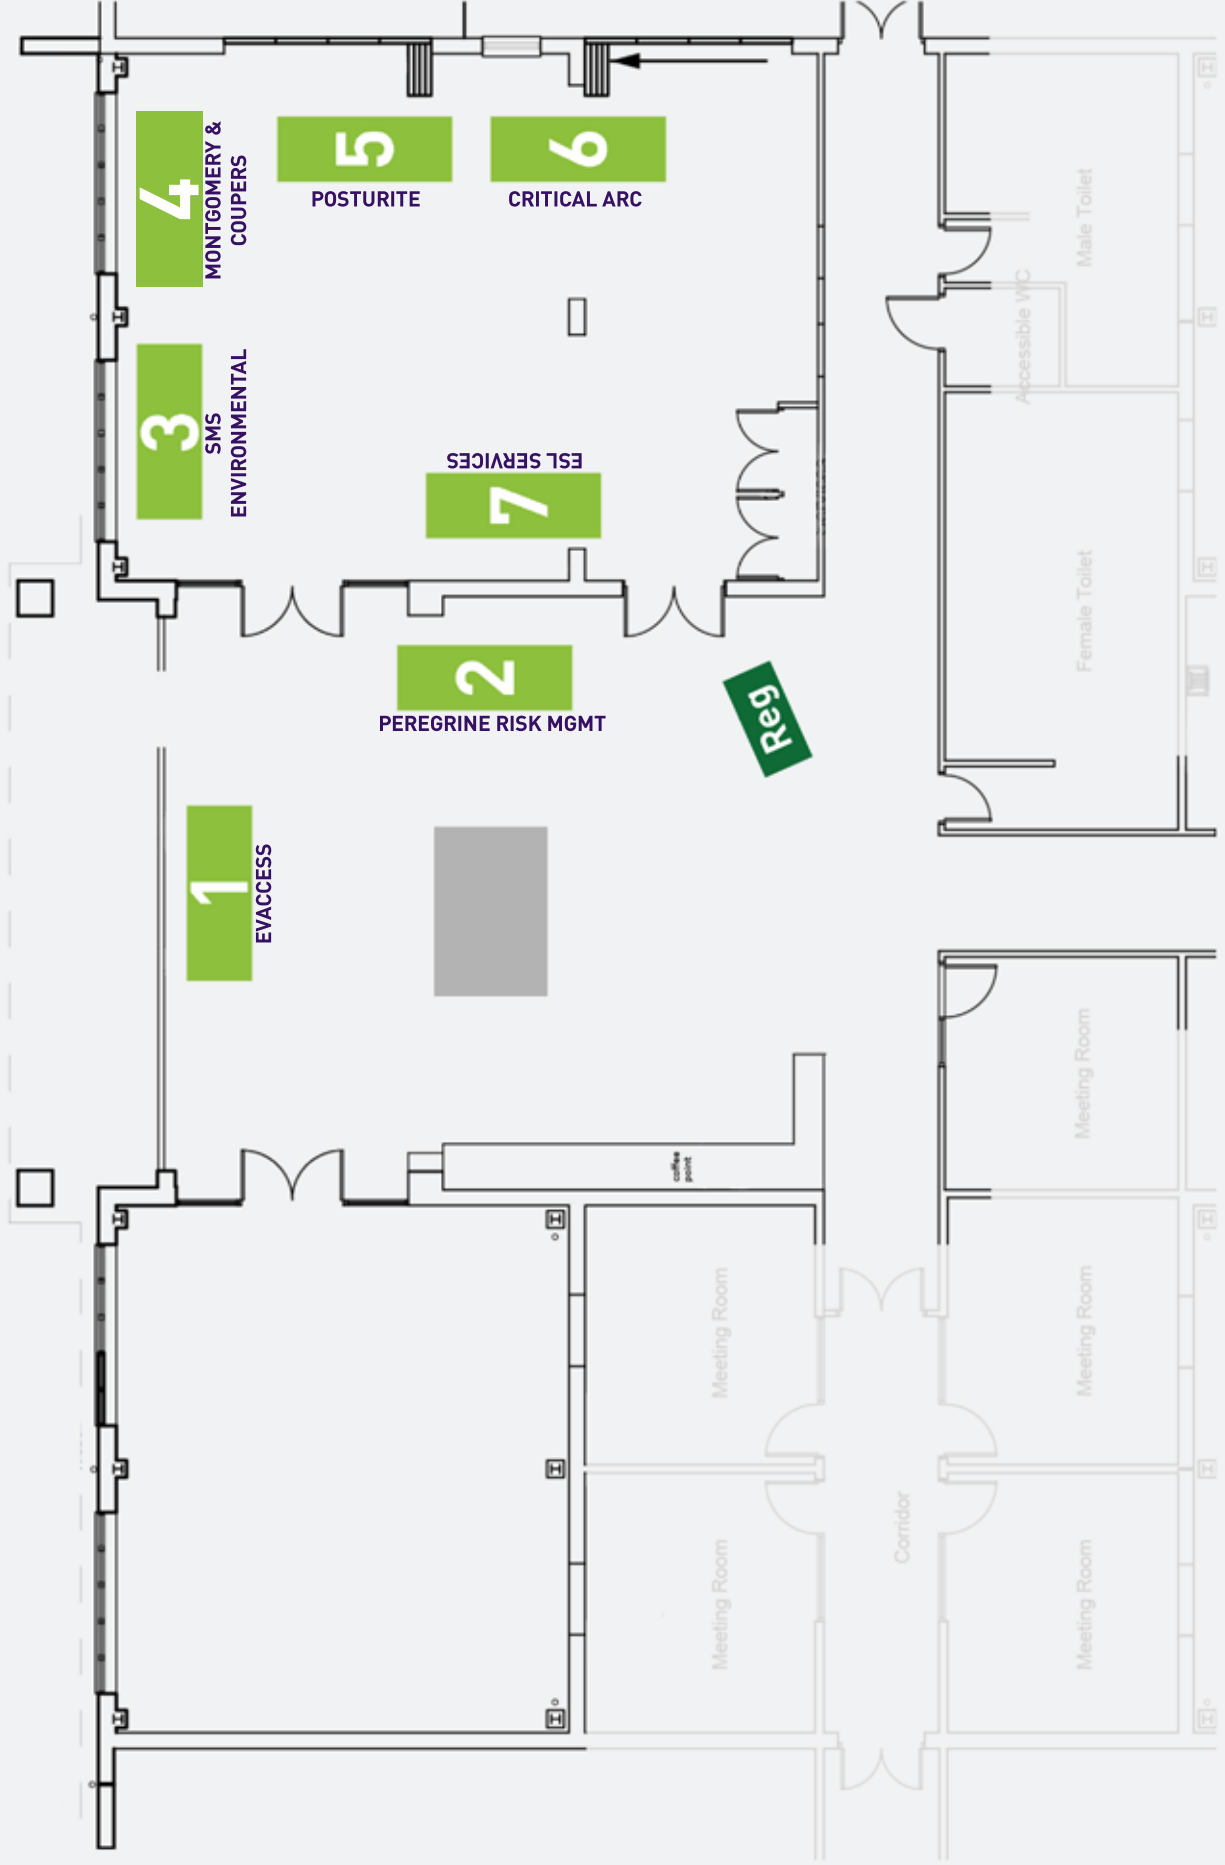 4
MONTGOMERY &
COUPERS
5
POSTURITE
6
CRITICAL ARC
3
SMS
ENVIRONMENTAL
ESL SERVICES
7
2
PEREGRINE RISK MGMT
Reg
1
EVACCESS
coffee
point
Male Toilet
Accessible WC
Female Toilet
Meeting Room
Meeting Room
Meeting Room
Corridor
Meeting Room
Meeting Room